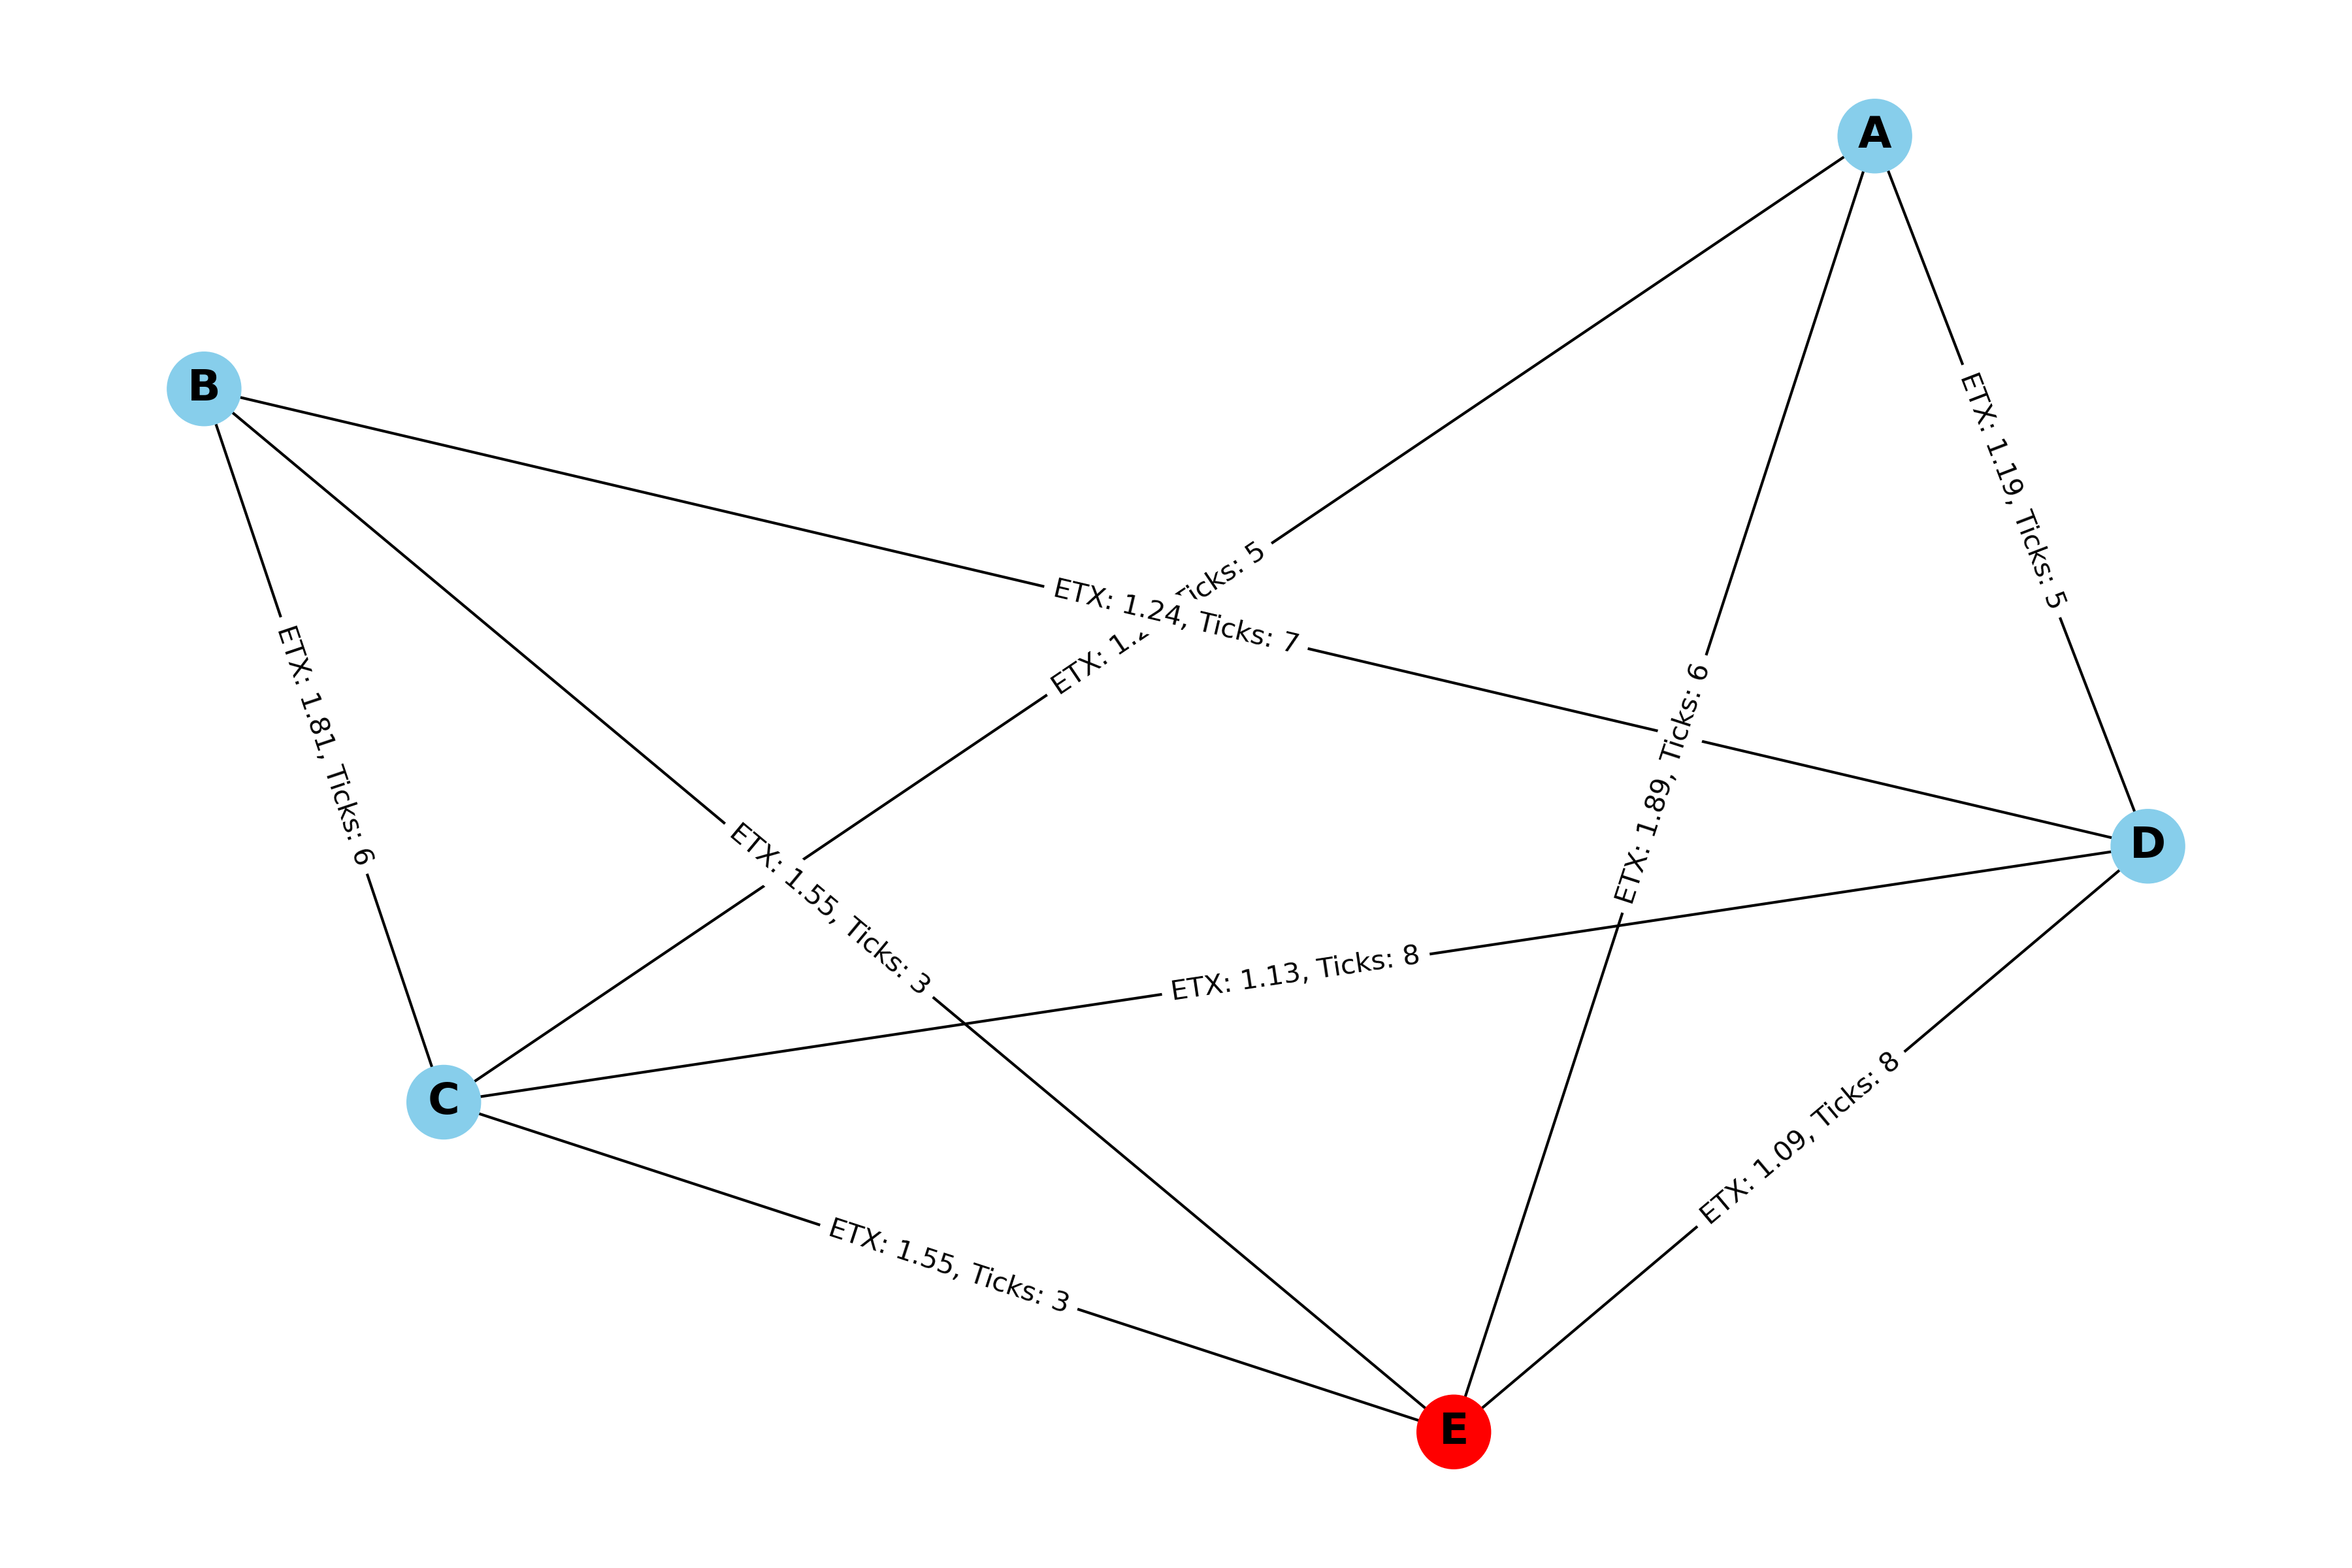 A
B
ETX: 1.19, Ticks: 5
ETX: 1.24, Ticks: 7
ETX: Ticks: 5
ETX: 1.81, Ticks: 6
ETX: 1.89, Ticks: 6
ETX: 1.55, Ticks: 3
D
ETX: 1.13, Ticks: 8
C
ETX: 1.09, Ticks: 8
ETX: 1.55, Ticks: 3
E